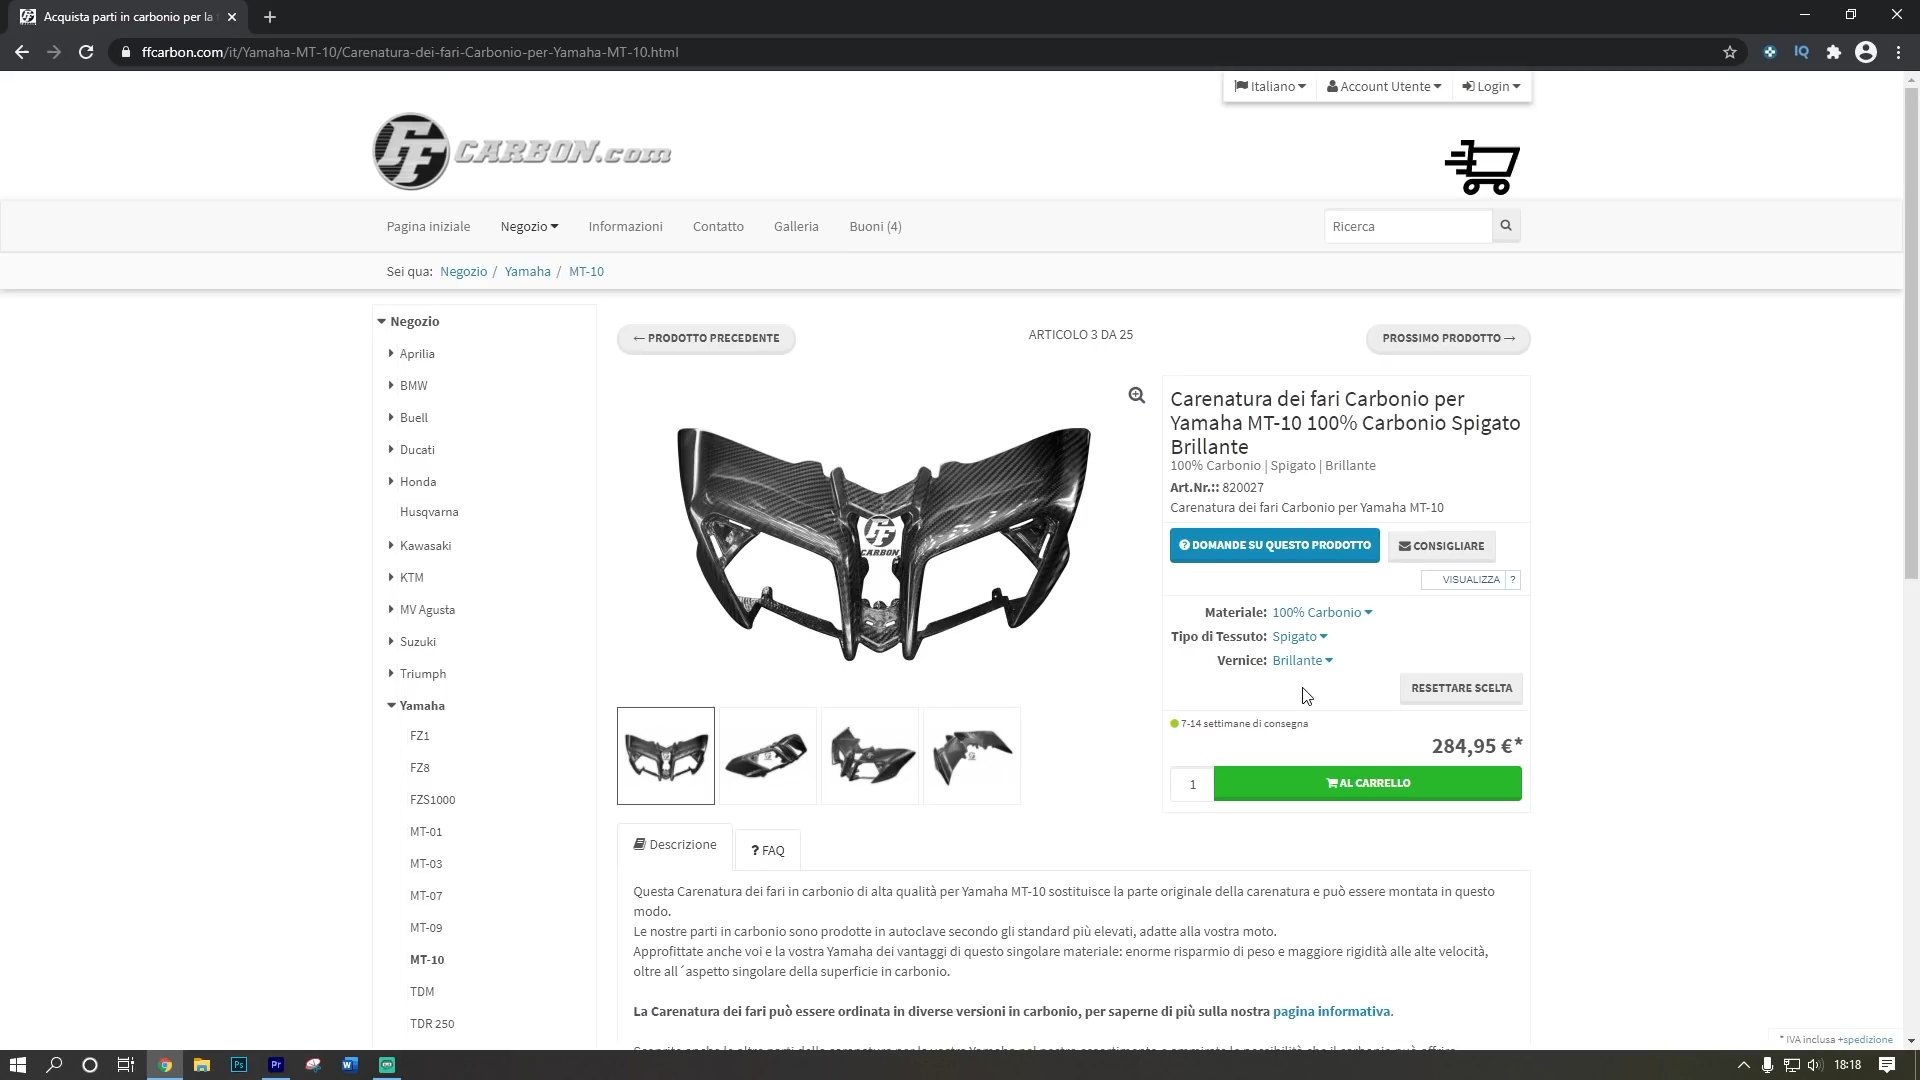 Acquista parti in carbonio per la
ffcarbon.com/it/Yamaha-MT-10/Carenatura-dei-fari-Carbonio-per-Yamaha-MT-10.html
IQ
Italiano
Account Utente
Login
FF CARBON.com
Pagina iniziale
Negozio
Informazioni
Contatto
Galleria
Buoni (4)
Ricerca
Sei qua: Negozio / Yamaha / MT-10
Negozio
Aprilia
BMW
Buell
Ducati
Honda
Husqvarna
Kawasaki
KTM
MV Agusta
Suzuki
Triumph
Yamaha
FZ1
FZ8
FZS1000
MT-01
MT-03
MT-07
MT-09
MT-10
TDM
TDR 250
← PRODOTTO PRECEDENTE
ARTICOLO 3 DA 25
PROSSIMO PRODOTTO →
FF
CARBON
Carenatura dei fari Carbonio per
Yamaha MT-10 100% Carbonio Spigato
Brillante
100% Carbonio | Spigato | Brillante
Art.Nr.:: 820027
Carenatura dei fari Carbonio per Yamaha MT-10
? DOMANDE SU QUESTO PRODOTTO
CONSIGLIARE
VISUALIZZA ?
Materiale: 100% Carbonio
Tipo di Tessuto: Spigato
Vernice: Brillante
RESETTARE SCELTA
7-14 settimane di consegna
284,95 €*
1
AL CARRELLO
Descrizione
? FAQ
Questa Carenatura dei fari in carbonio di alta qualità per Yamaha MT-10 sostituisce la parte originale della carenatura e può essere montata in questo
modo.
Le nostre parti in carbonio sono prodotte in autoclave secondo gli standard più elevati, adatte alla vostra moto.
Approfittate anche voi e la vostra Yamaha dei vantaggi di questo singolare materiale: enorme risparmio di peso e maggiore rigidità alle alte velocità,
oltre all´aspetto singolare della superficie in carbonio.
La Carenatura dei fari può essere ordinata in diverse versioni in carbonio, per saperne di più sulla nostra pagina informativa.
* IVA inclusa +spedizione
Ps
Pr
W
18:18